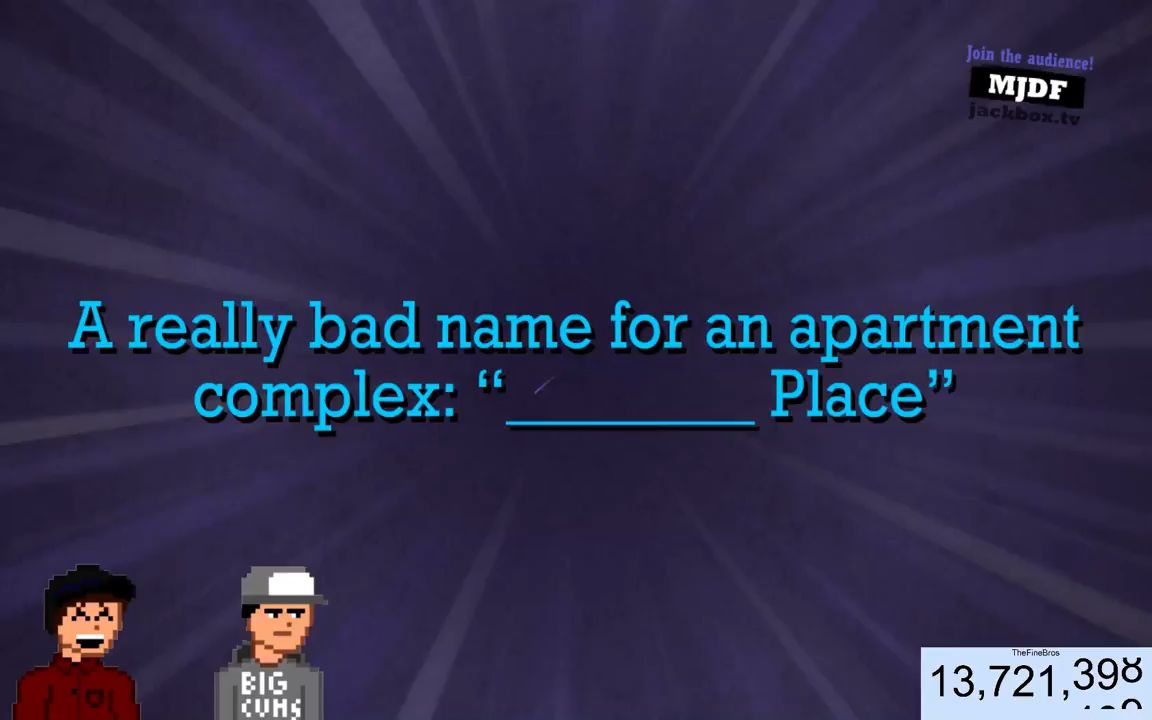 Join the audience!
MJDF
jackbox.tv
A really bad name for an apartment
complex: “________ Place”
BIG
CUMS
TheFineBros
13,721,398